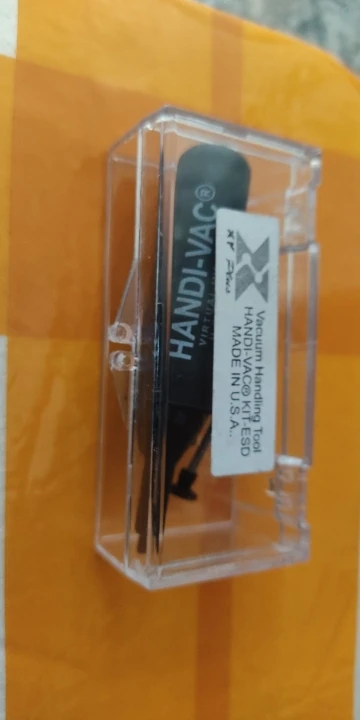 HANDI-VAC®
Vacuum Handling Tool
HANDI-VAC® KIT-ESD
MADE IN U.S.A.